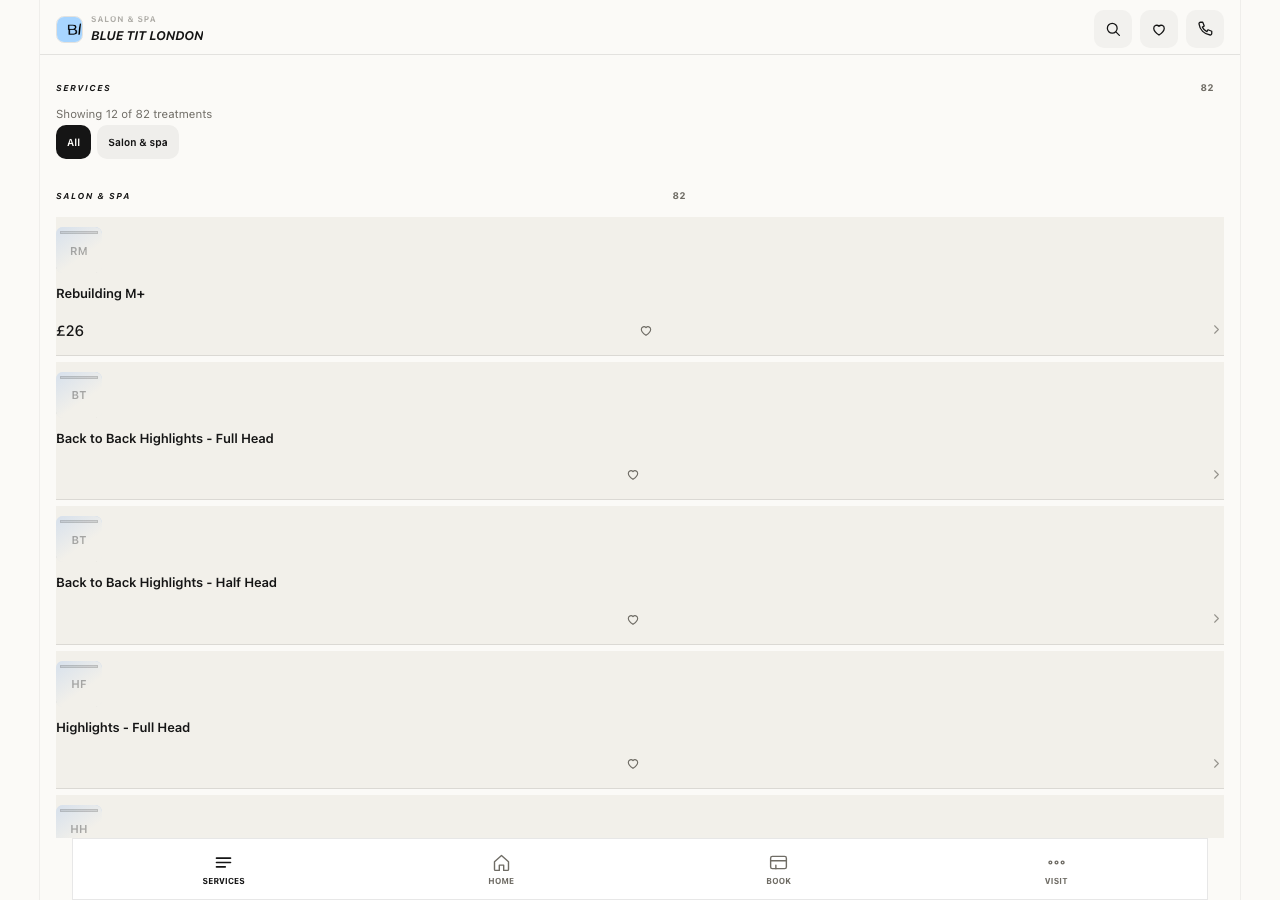 Bl
SALON & SPA
BLUE TIT LONDON
SERVICES 82
Showing 12 of 82 treatments
All Salon & spa
SALON & SPA 82
RM
Rebuilding M+
£26
BT
Back to Back Highlights - Full Head
BT
Back to Back Highlights - Half Head
HF
Highlights - Full Head
HH
SERVICES HOME BOOK VISIT